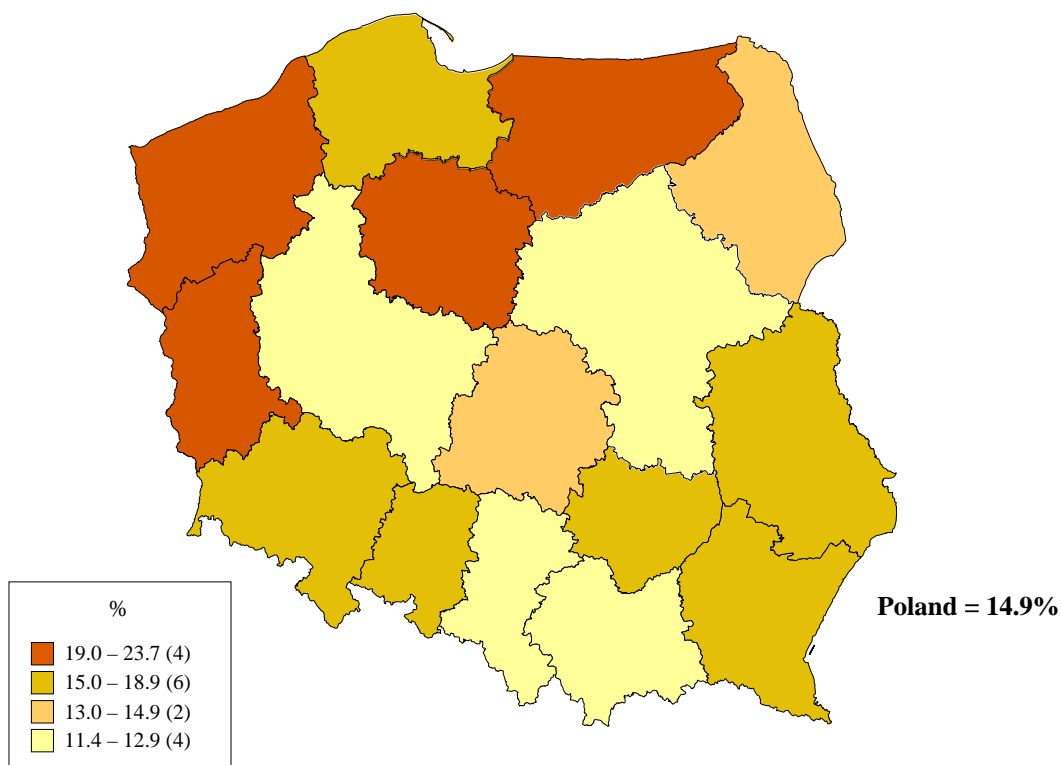 %
19.0 – 23.7 (4)
15.0 – 18.9 (6)
13.0 – 14.9 (2)
11.4 – 12.9 (4)
Poland = 14.9%